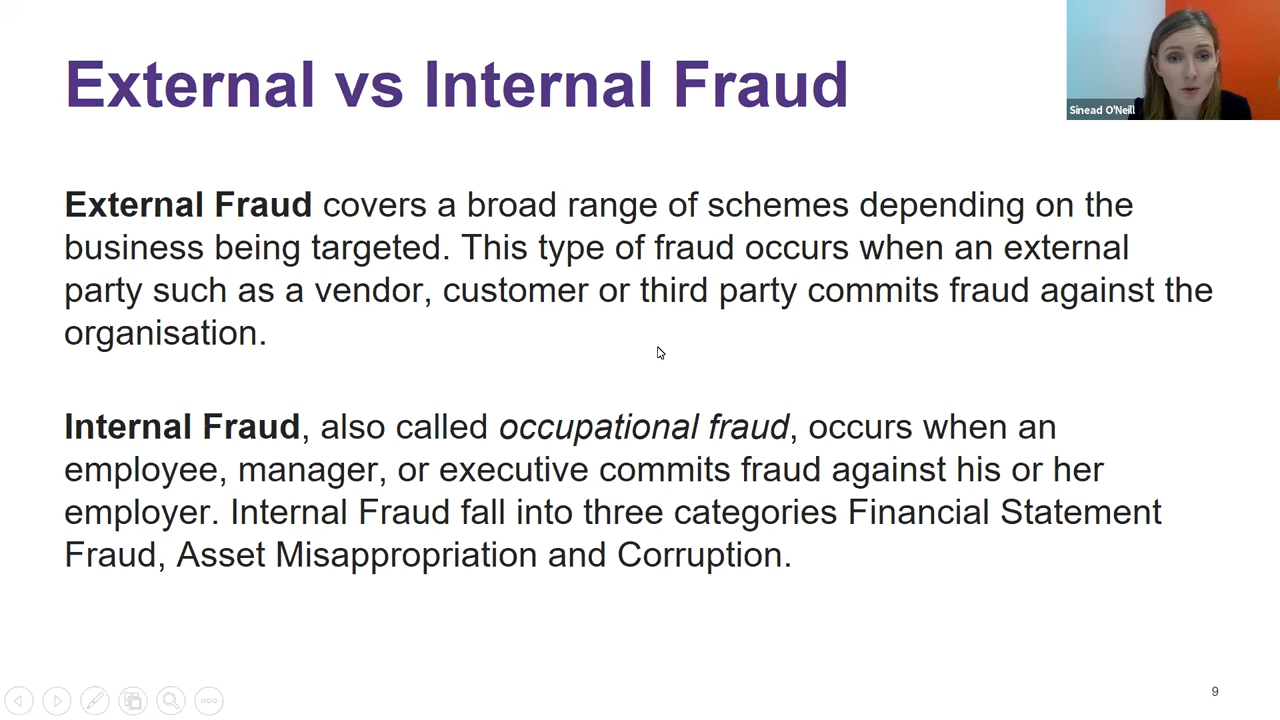 External vs Internal Fraud
Sinead O'Neill
External Fraud covers a broad range of schemes depending on the
business being targeted. This type of fraud occurs when an external
party such as a vendor, customer or third party commits fraud against the
organisation.
Internal Fraud, also called occupational fraud, occurs when an
employee, manager, or executive commits fraud against his or her
employer. Internal Fraud fall into three categories Financial Statement
Fraud, Asset Misappropriation and Corruption.
9